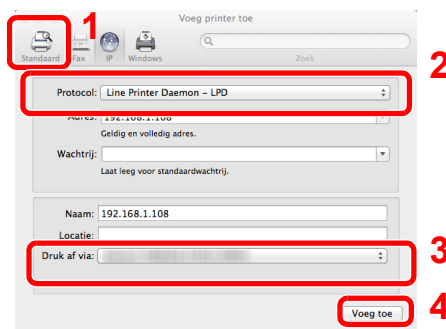 Voeg printer toe
1
Standaard Fax IP Windows
Zoek
2
Protocol: Line Printer Daemon – LPD
Adres: 192.168.1.108
Geldig en volledig adres.
Wachtrij:
Laat leeg voor standaardwachtrij.
Naam: 192.168.1.108
Locatie:
3
Druk af via:
4
Voeg toe